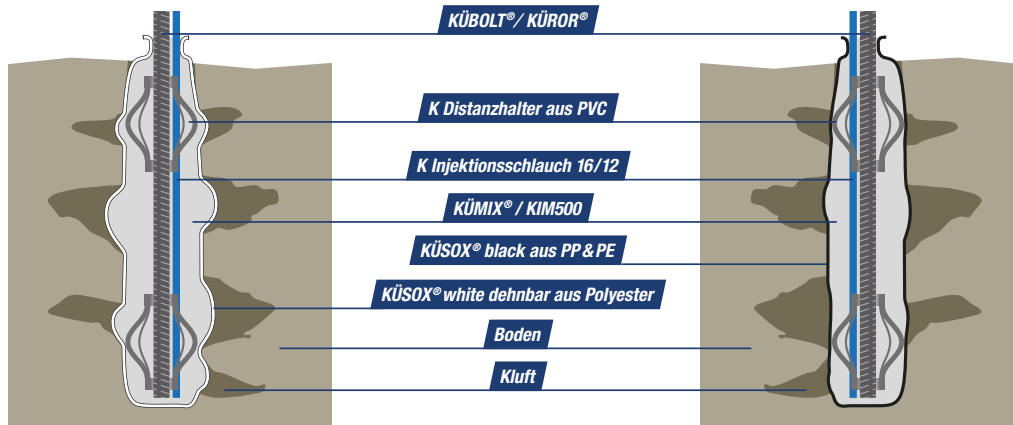 KÜBOLT®/ KÜROR®
K Distanzhalter aus PVC
K Injektionsschlauch 16/12
KÜMIX® / KIM500
KÜSOX® black aus PP & PE
KÜSOX® white dehnbar aus Polyester
Boden
Kluft